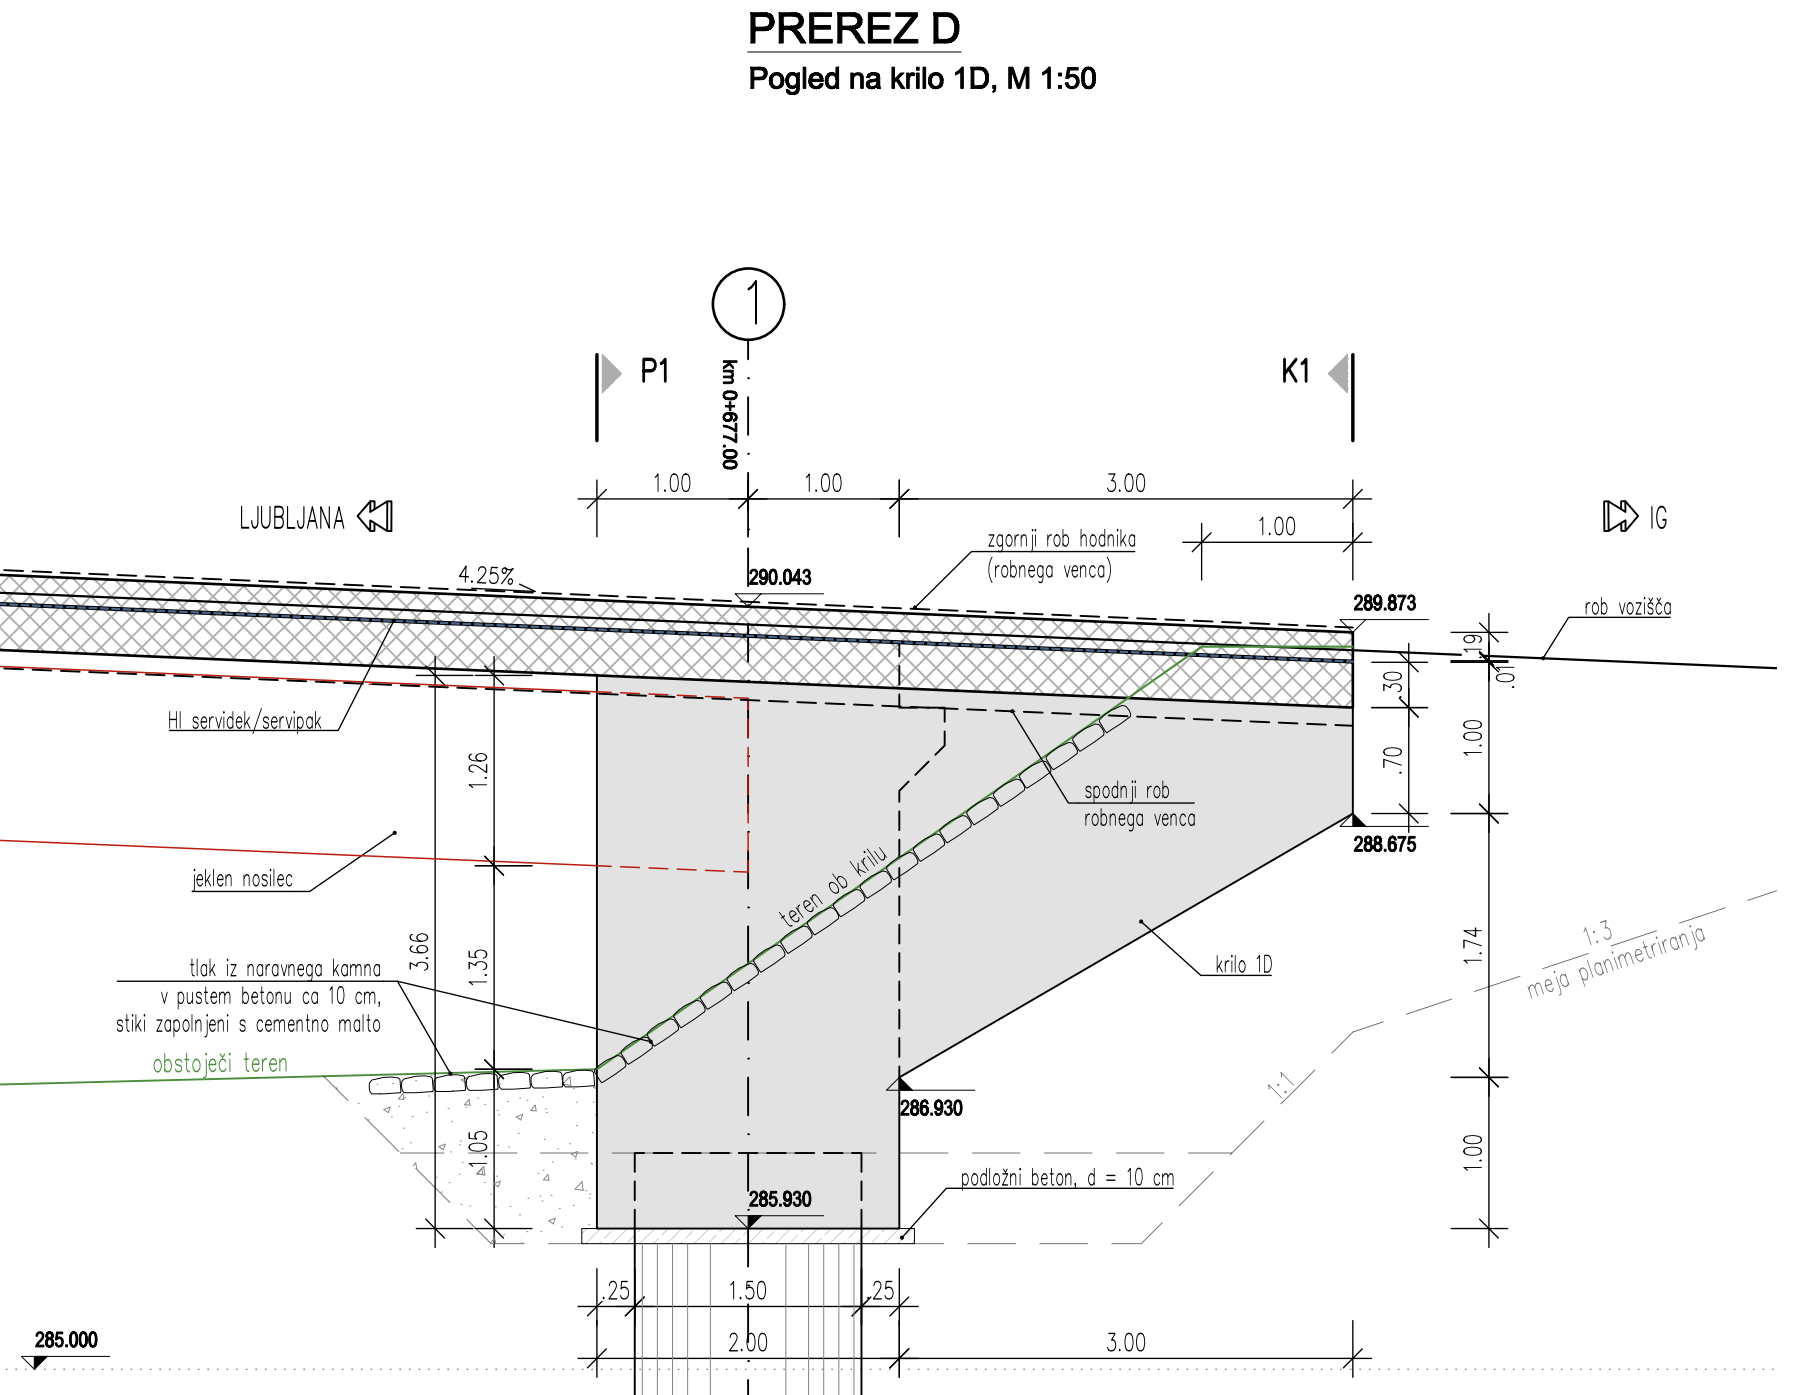 PREREZ D
Pogled na krilo 1D, M 1:50
1
P1
km 0+677.00
K1
1.00
1.00
3.00
LJUBLJANA
1.00
IG
zgornji rob hodnika
(robnega venca)
4.25%
290.043
289.873
rob vozišča
.19
.01
.30
HI servidek/servipak
1.00
.70
1.26
spodnji rob
robnega venca
288.675
jeklen nosilec
teren ob krilu
3.66
1.35
1.74
1:3
meja planimetriranja
krilo 1D
tlak iz naravnega kamna
v pustem betonu ca 10 cm,
stiki zapolnjeni s cementno malto
obstoječi teren
1:1
286.930
1.05
1.00
podložni beton, d = 10 cm
285.930
.25
1.50
.25
285.000
2.00
3.00